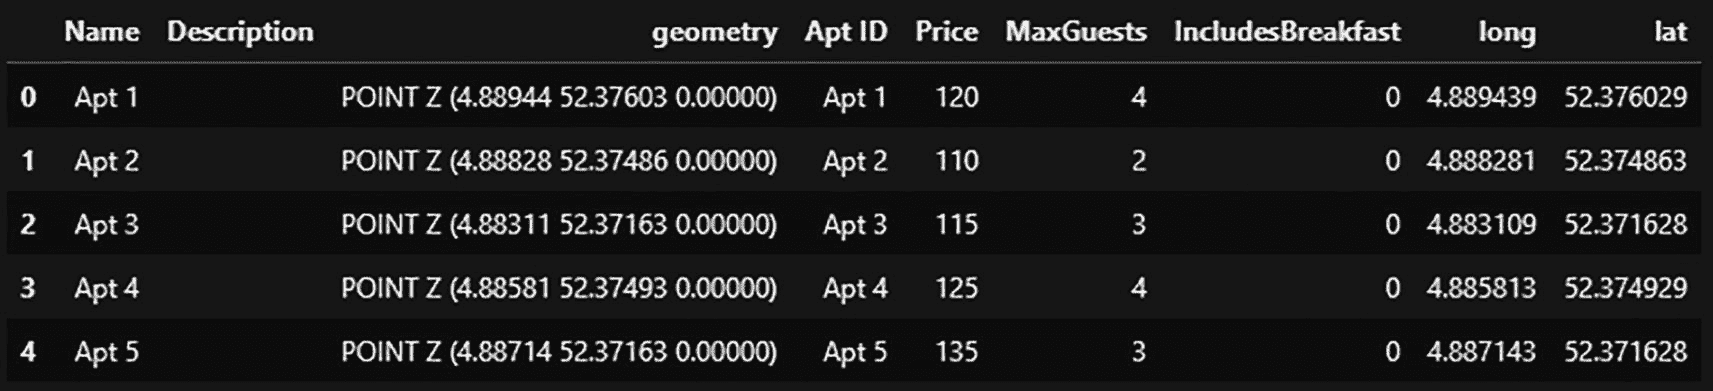 Name Description geometry Apt ID Price MaxGuests IncludesBreakfast long lat
0 Apt 1 POINT Z (4.88944 52.37603 0.00000) Apt 1 120 4 0 4.889439 52.376029
1 Apt 2 POINT Z (4.88828 52.37486 0.00000) Apt 2 110 2 0 4.888281 52.374863
2 Apt 3 POINT Z (4.88311 52.37163 0.00000) Apt 3 115 3 0 4.883109 52.371628
3 Apt 4 POINT Z (4.88581 52.37493 0.00000) Apt 4 125 4 0 4.885813 52.374929
4 Apt 5 POINT Z (4.88714 52.37163 0.00000) Apt 5 135 3 0 4.887143 52.371628